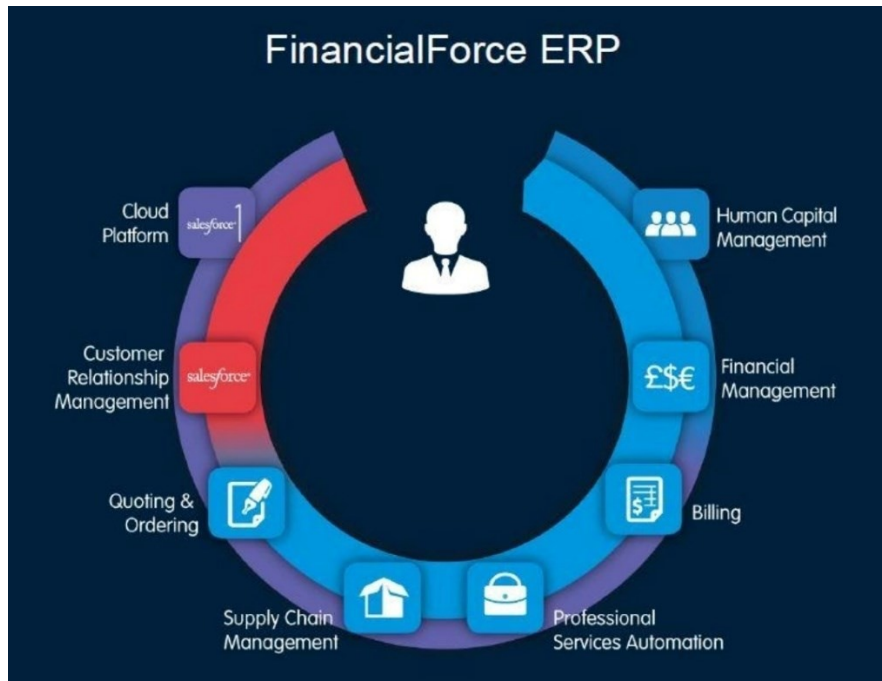 FinancialForce ERP
Cloud
Platform
salesforce1
Human Capital
Management
Customer
Relationship
Management
salesforce
£$€
Financial
Management
Quoting &
Ordering
$
Billing
Supply Chain
Management
Professional
Services Automation